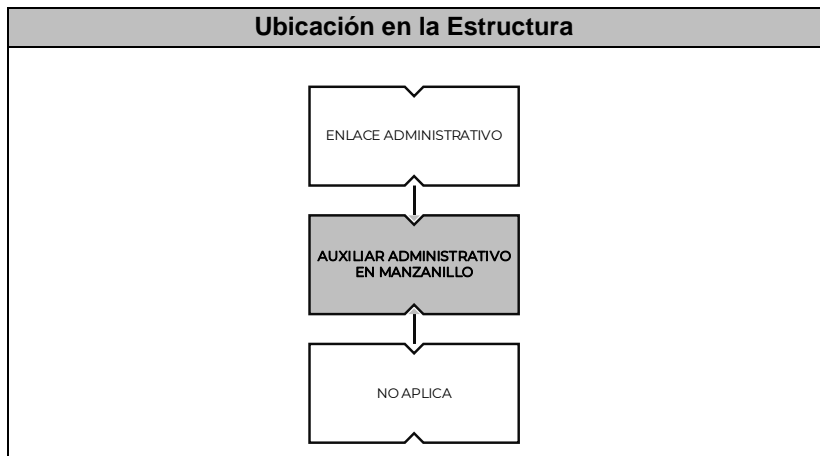 Ubicación en la Estructura
ENLACE ADMINISTRATIVO
AUXILIAR ADMINISTRATIVO
EN MANZANILLO
NO APLICA